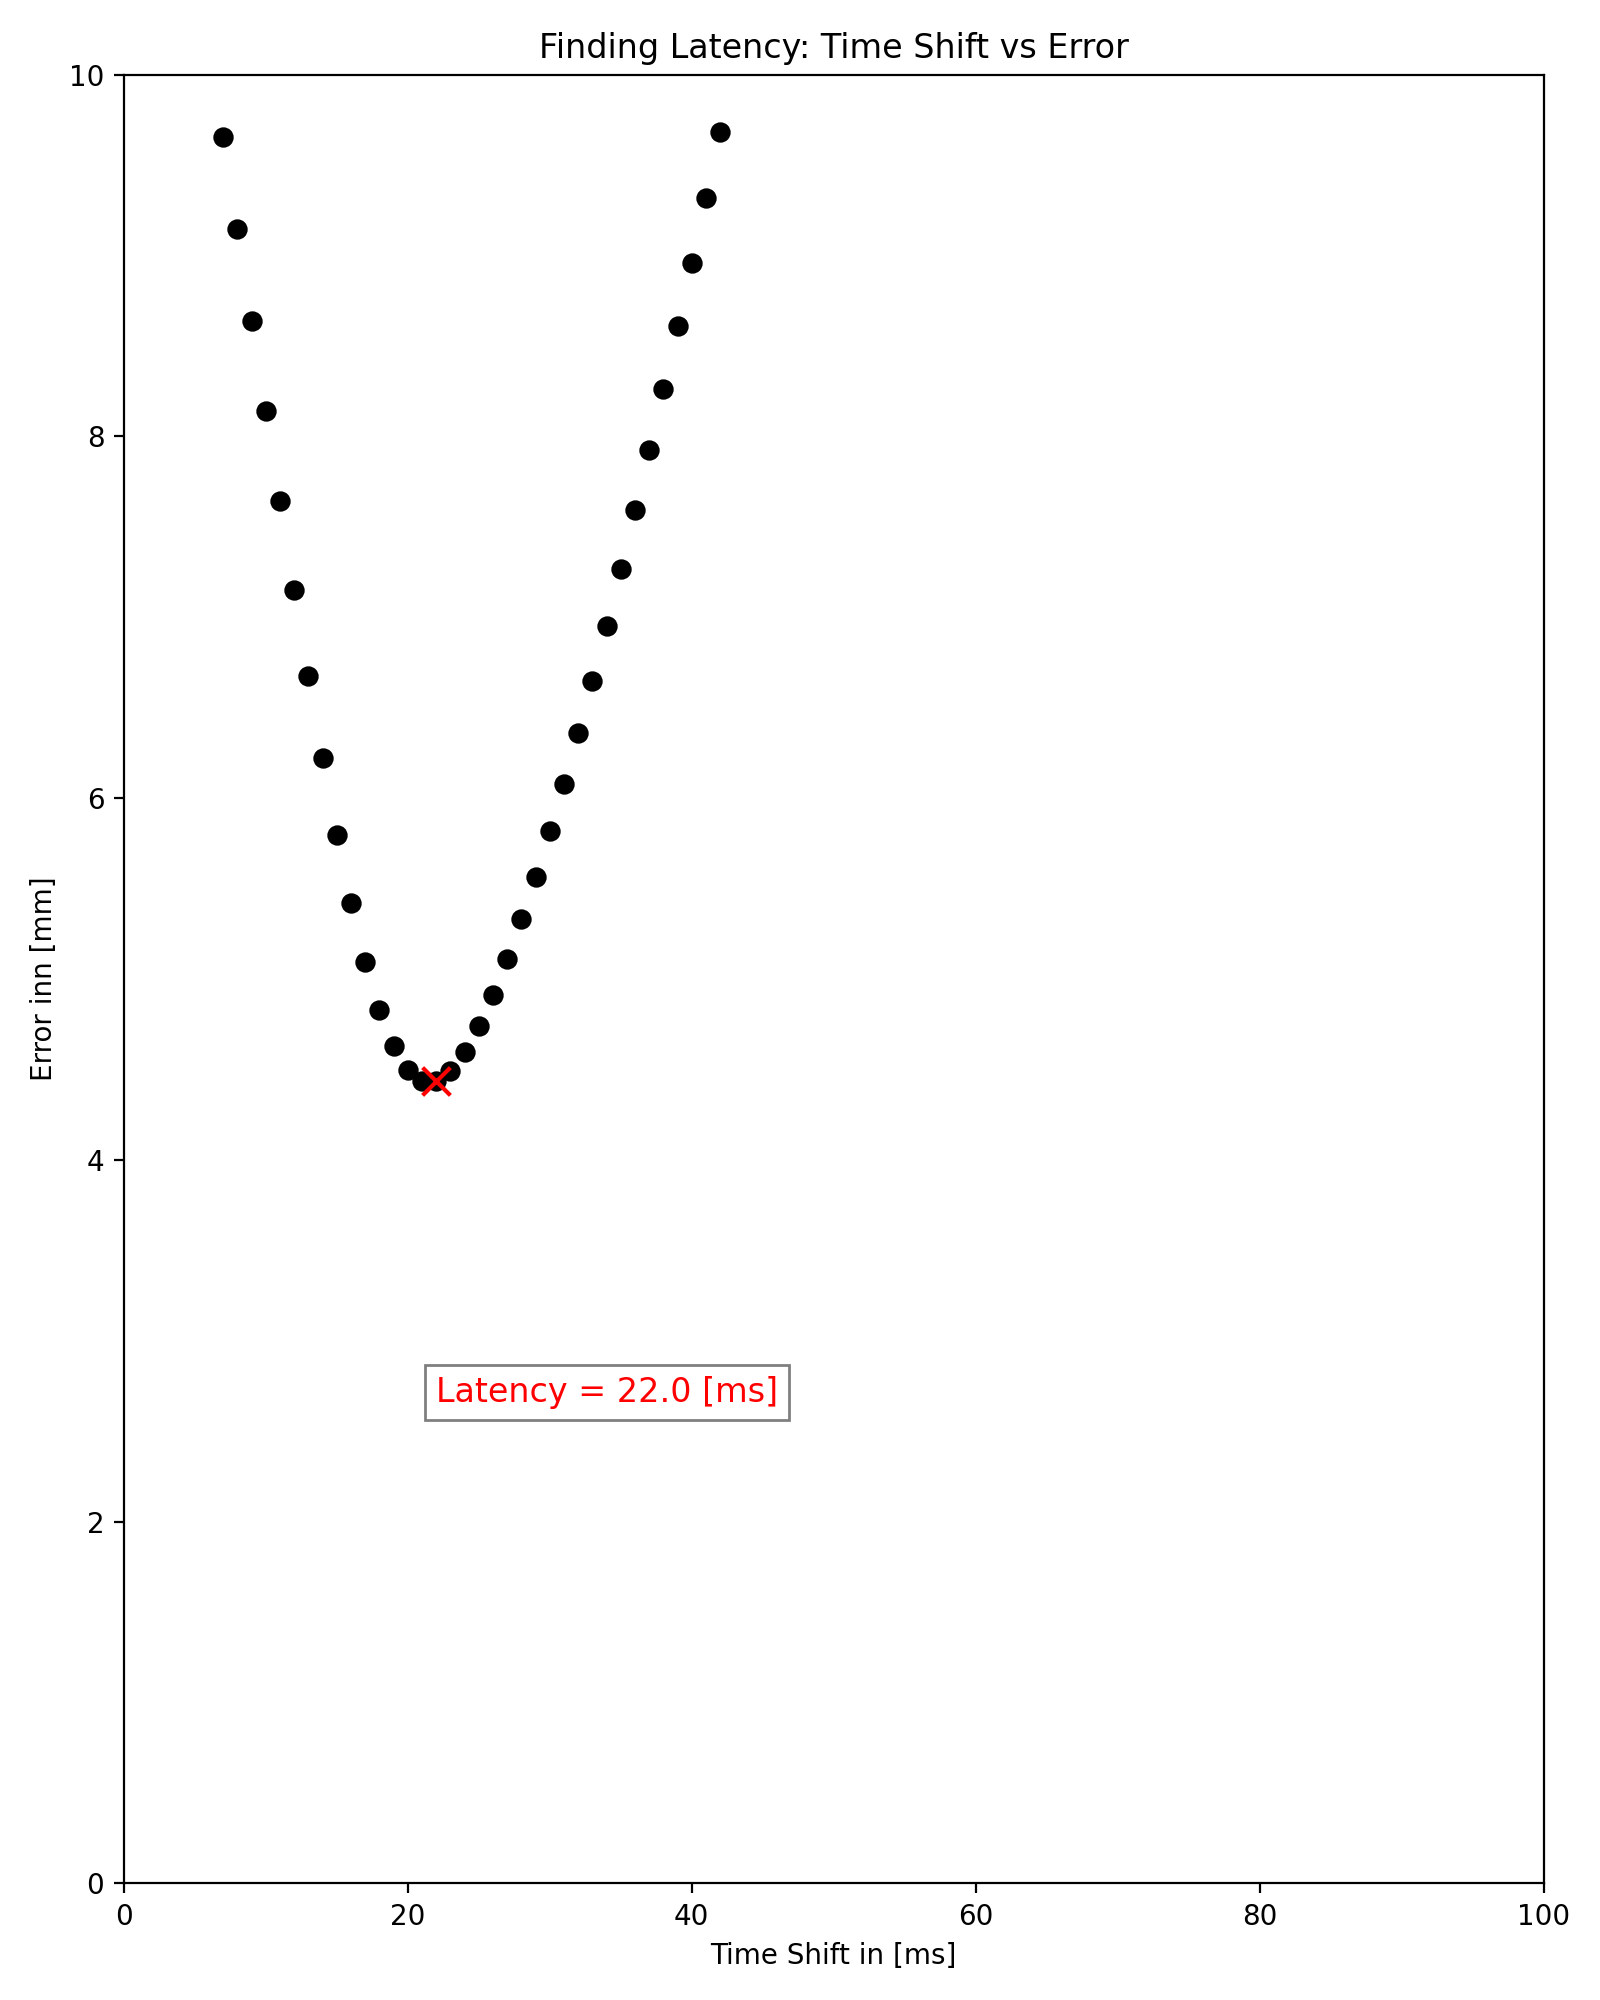 Finding Latency: Time Shift vs Error
10
8
6
4
2
0
Error inn [mm]
Latency = 22.0 [ms]
0 20 40 60 80 100
Time Shift in [ms]